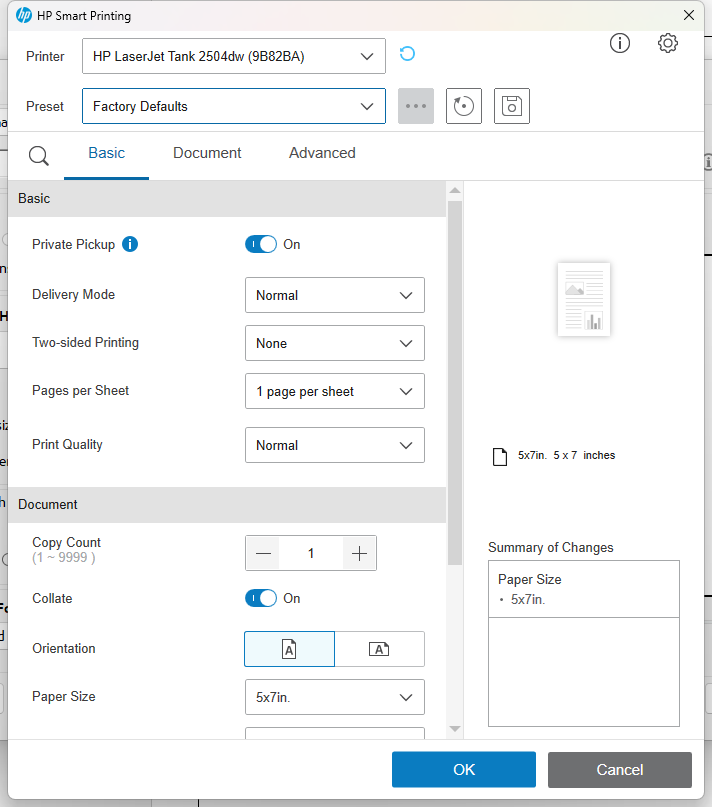 hp HP Smart Printing
Printer HP LaserJet Tank 2504dw (9B82BA)
Preset Factory Defaults
Basic Document Advanced
Basic
Private Pickup i On
Delivery Mode Normal
Two-sided Printing None
Pages per Sheet 1 page per sheet
Print Quality Normal
5x7in. 5 x 7 inches
Document
Copy Count
(1 ~ 9999 )
1
Collate On
Orientation A A
Paper Size 5x7in.
Summary of Changes
Paper Size
• 5x7in.
OK Cancel